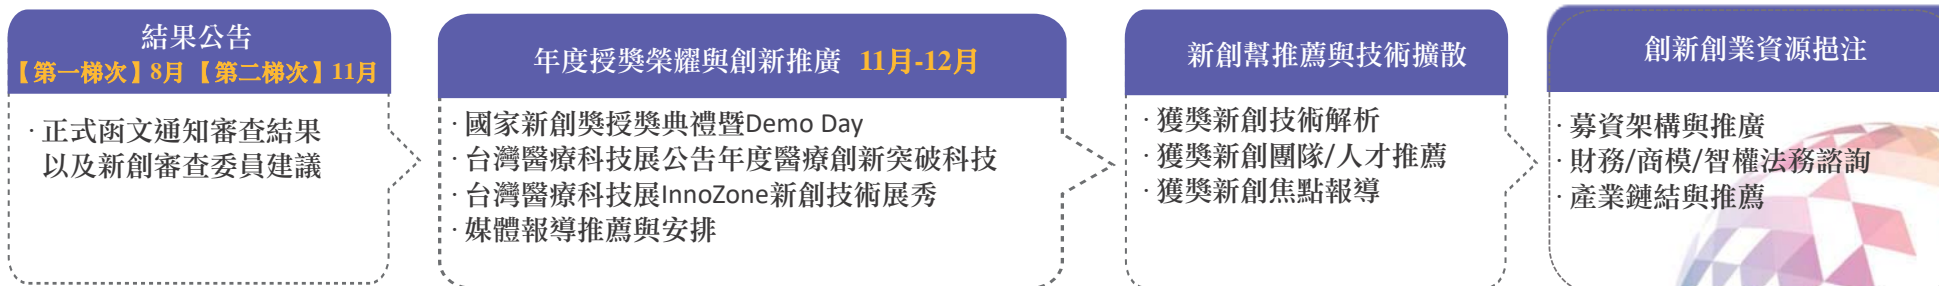 結果公告
【第一梯次】8月【第二梯次】11月
· 正式函文通知審查結果
以及新創審查委員建議
年度授獎榮耀與創新推廣 11月-12月
· 國家新創獎授獎典禮暨Demo Day
· 台灣醫療科技展公告年度醫療創新突破科技
· 台灣醫療科技展InnoZone新創技術展秀
· 媒體報導推薦與安排
新創幫推薦與技術擴散
· 獲獎新創技術解析
· 獲獎新創團隊/人才推薦
· 獲獎新創焦點報導
創新創業資源挹注
· 募資架構與推廣
· 財務/商模/智權法務諮詢
· 產業鏈結與推薦